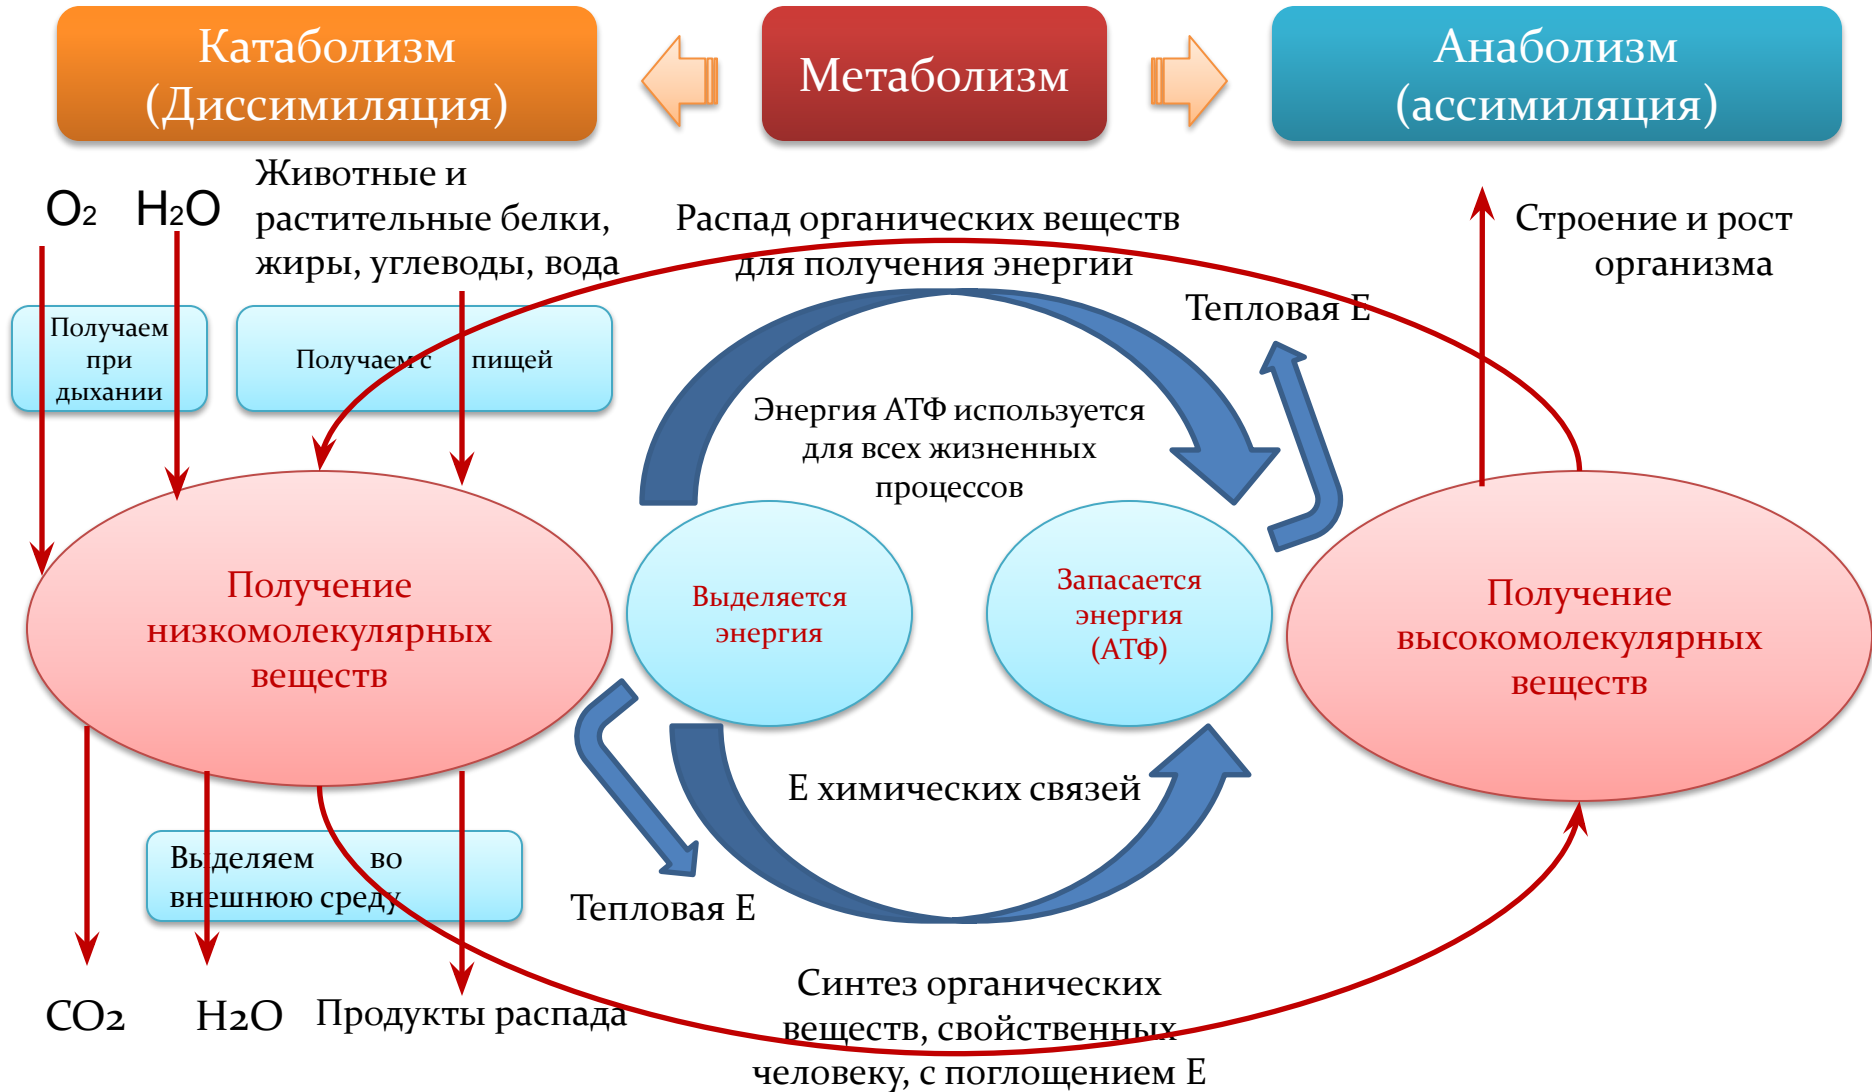 Катаболизм
(Диссимиляция)
Метаболизм
Анаболизм
(ассимиляция)
O2
H2O
Животные и
растительные белки,
жиры, углеводы, вода
Распад органических веществ
для получения энергии
Строение и рост
организма
Тепловая Е
Получаем
при
дыхании
Получаем с пищей
Энергия АТФ используется
для всех жизненных
процессов
Получение
низкомолекулярных
веществ
Выделяется
энергия
Запасается
энергия
(АТФ)
Получение
высокомолекулярных
веществ
Е химических связей
Выделяем во
внешнюю среду
Тепловая Е
CO2
H2O
Продукты распада
Синтез органических
веществ, свойственных
человеку, с поглощением Е